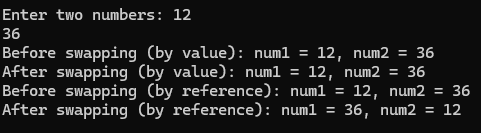 Enter two numbers: 12
36
Before swapping (by value): num1 = 12, num2 = 36
After swapping (by value): num1 = 12, num2 = 36
Before swapping (by reference): num1 = 12, num2 = 36
After swapping (by reference): num1 = 36, num2 = 12